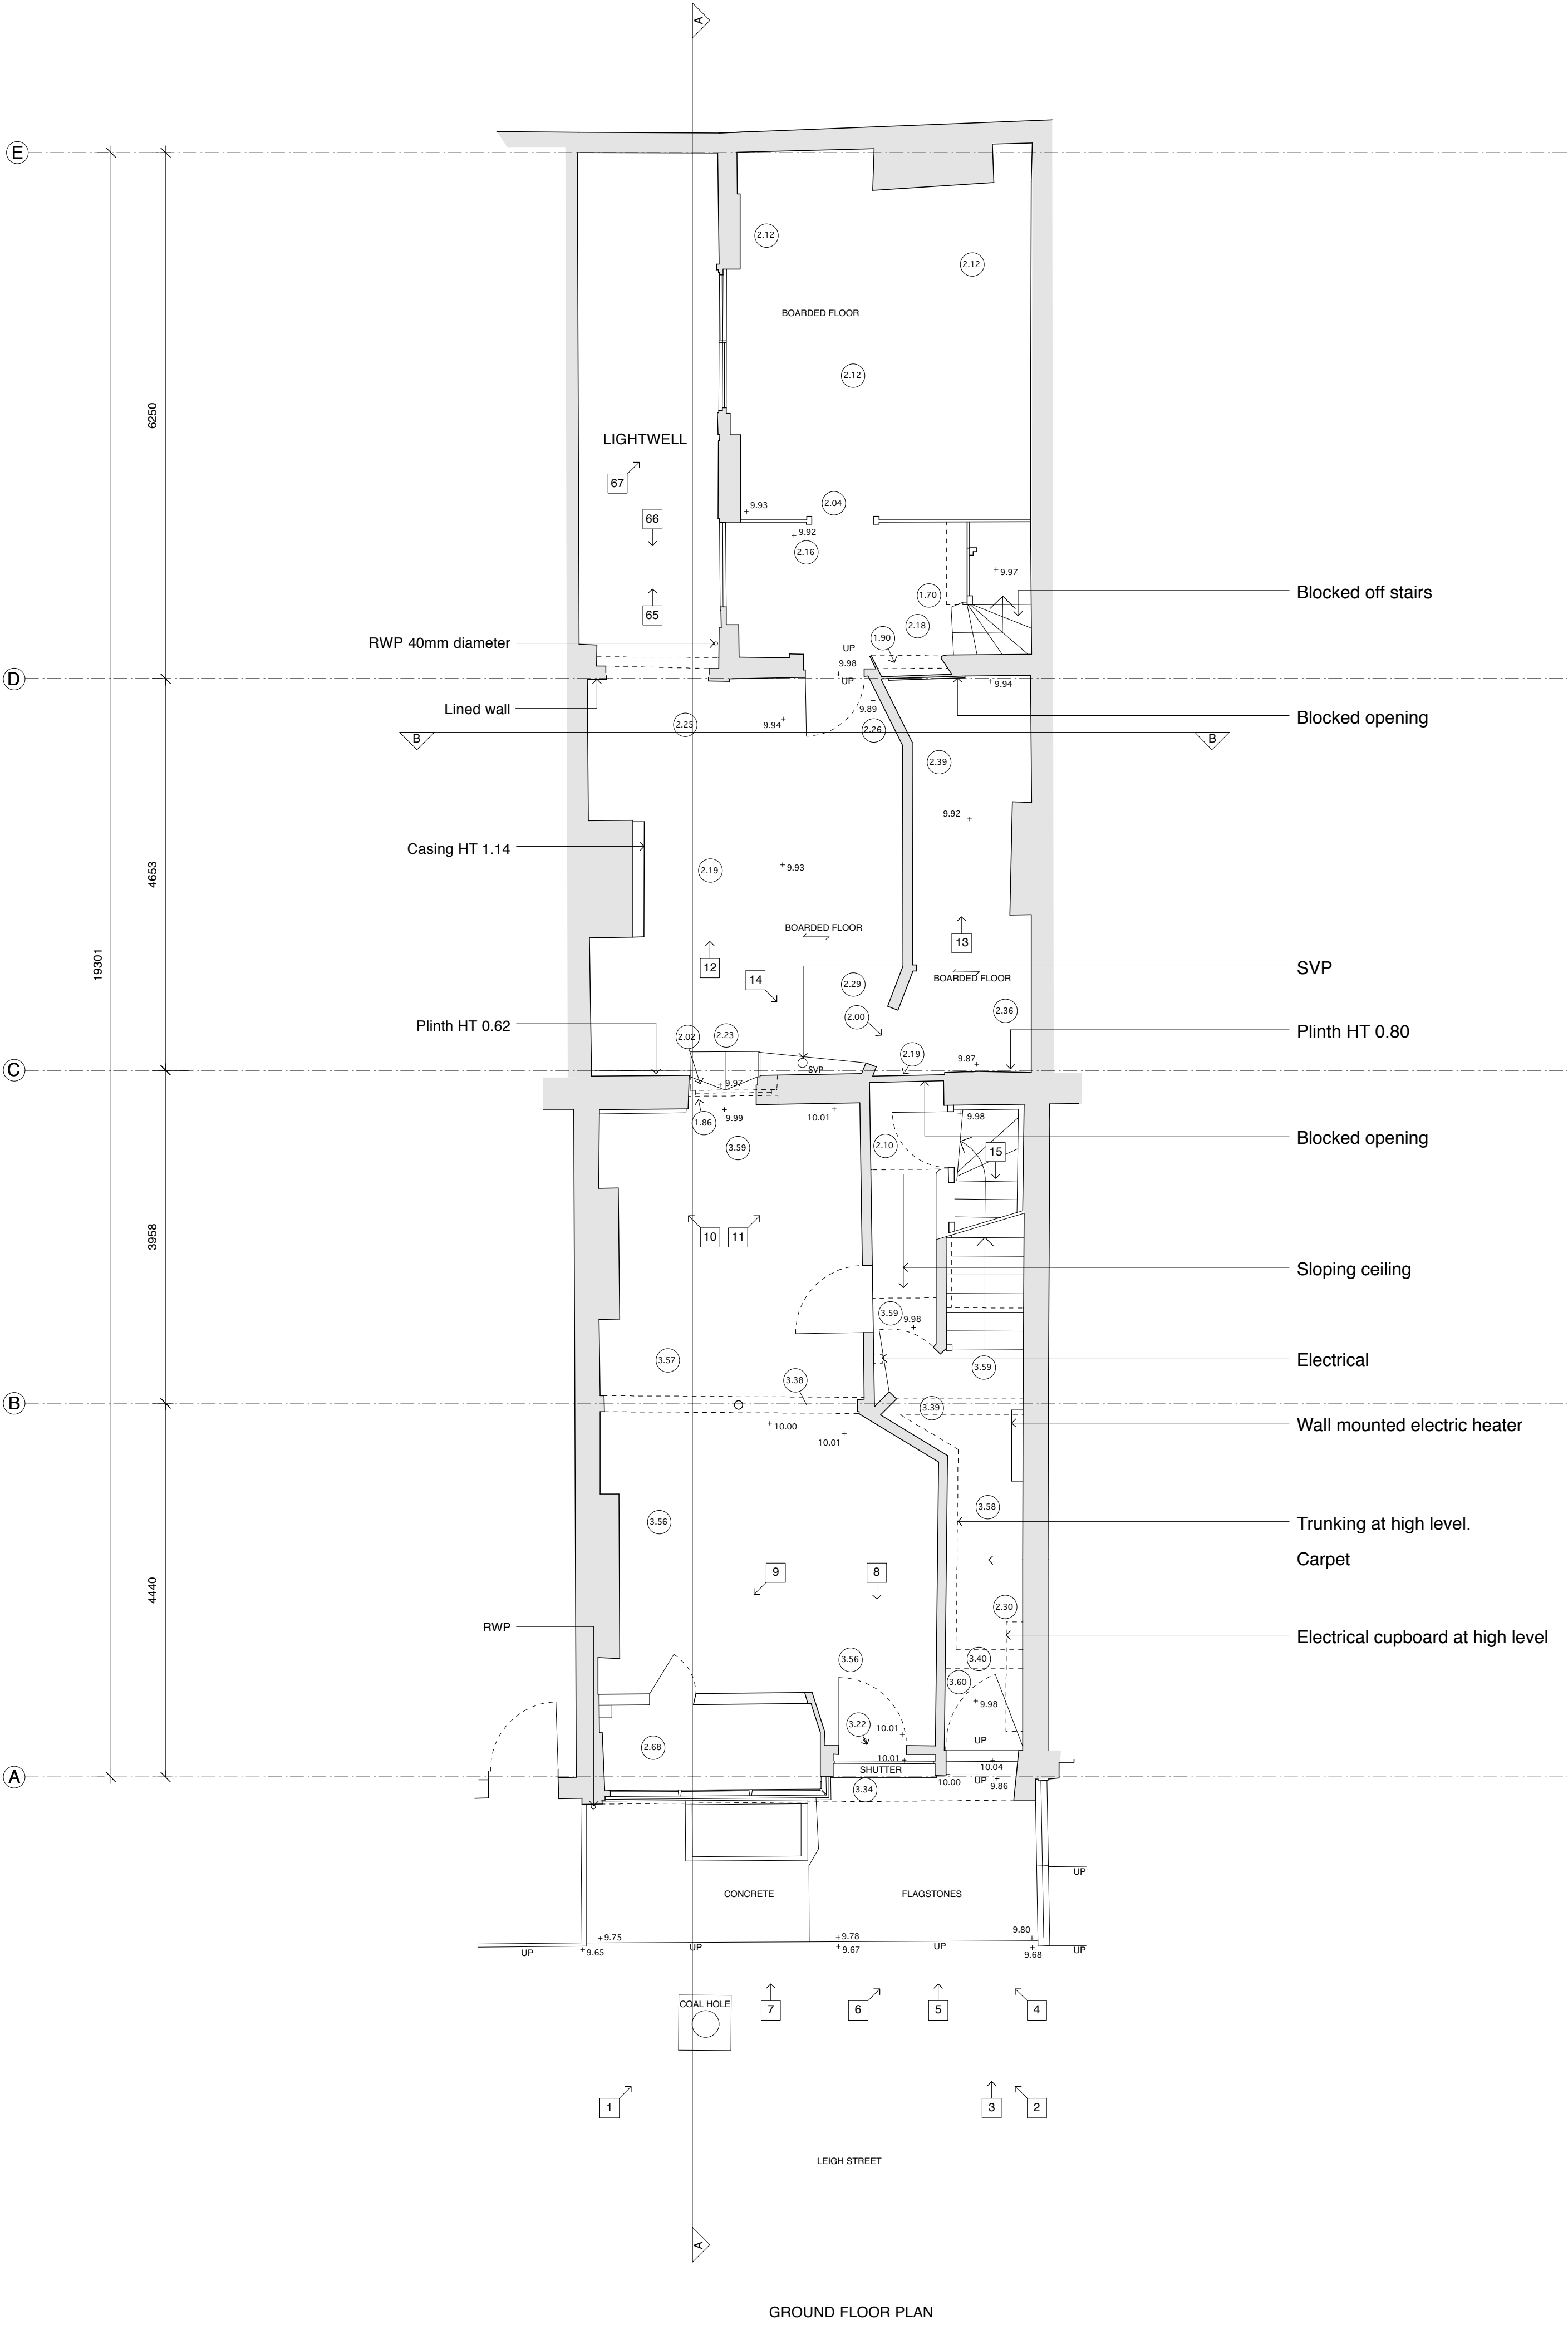 A
E
2.12
2.12
BOARDED FLOOR
2.12
6250
LIGHTWELL
67
66
9.93
2.04
9.92
2.16
9.97
Blocked off stairs
1.70
65
2.18
RWP 40mm diameter
1.90
UP
9.98
D
UP
9.94
Lined wall
9.89
Blocked opening
2.25
9.94
2.26
B
B
2.39
9.92
Casing HT 1.14
4653
2.19
9.93
BOARDED FLOOR
13
19301
12
14
SVP
BOARDED FLOOR
2.29
2.36
2.00
Plinth HT 0.62
Plinth HT 0.80
2.02
2.23
2.19
9.87
C
SVP
9.97
1.86
9.99
10.01
9.98
Blocked opening
3.59
2.10
15
3958
10
11
Sloping ceiling
3.59
9.98
3.57
Electrical
3.59
3.38
B
3.39
10.00
10.01
Wall mounted electric heater
3.58
3.56
Trunking at high level.
Carpet
4440
9
8
2.30
RWP
Electrical cupboard at high level
3.56
3.40
3.60
9.98
3.22
10.01
UP
2.68
10.01
10.04
SHUTTER
A
10.00
UP
9.86
3.34
UP
CONCRETE
FLAGSTONES
9.75
9.78
9.80
UP
9.65
UP
9.67
UP
9.68
UP
COAL HOLE
7
6
5
4
1
3
2
LEIGH STREET
A
GROUND FLOOR PLAN